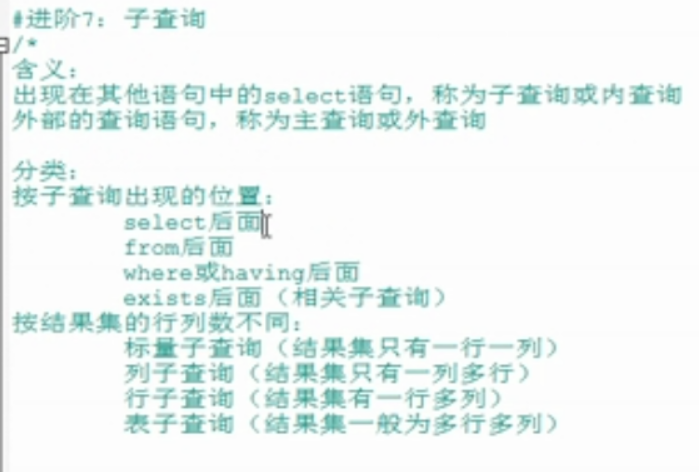 #进阶7：子查询
/*
含义：
出现在其他语句中的select语句，称为子查询或内查询
外部的查询语句，称为主查询或外查询
分类：
按子查询出现的位置：
select后面
from后面
where或having后面
exists后面（相关子查询）
按结果集的行列数不同：
标量子查询（结果集只有一行一列）
列子查询（结果集只有一列多行）
行子查询（结果集有一行多列）
表子查询（结果集一般为多行多列）